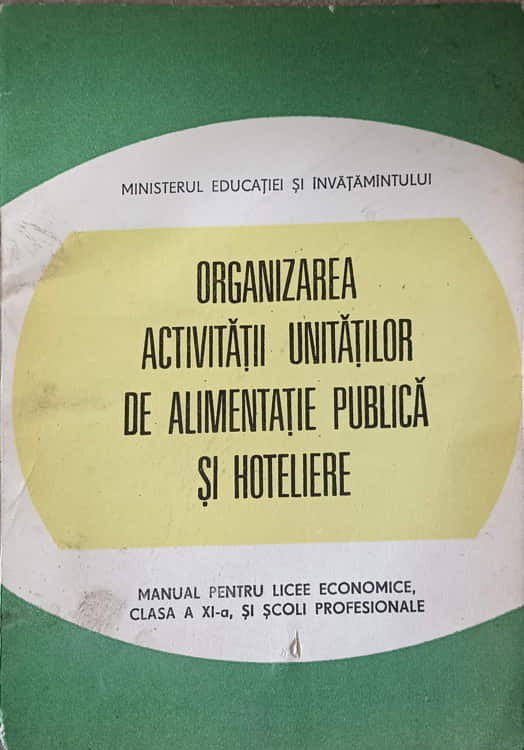 MINISTERUL EDUCAȚIEI ȘI INVĂȚĂMÎNTULUI
ORGANIZAREA
ACTIVITĂȚII UNITĂȚILOR
DE ALIMENTAȚIE PUBLICĂ
ȘI HOTELIERE
MANUAL PENTRU LICEE ECONOMICE,
CLASA A XI-a, ȘI ȘCOLI PROFESIONALE